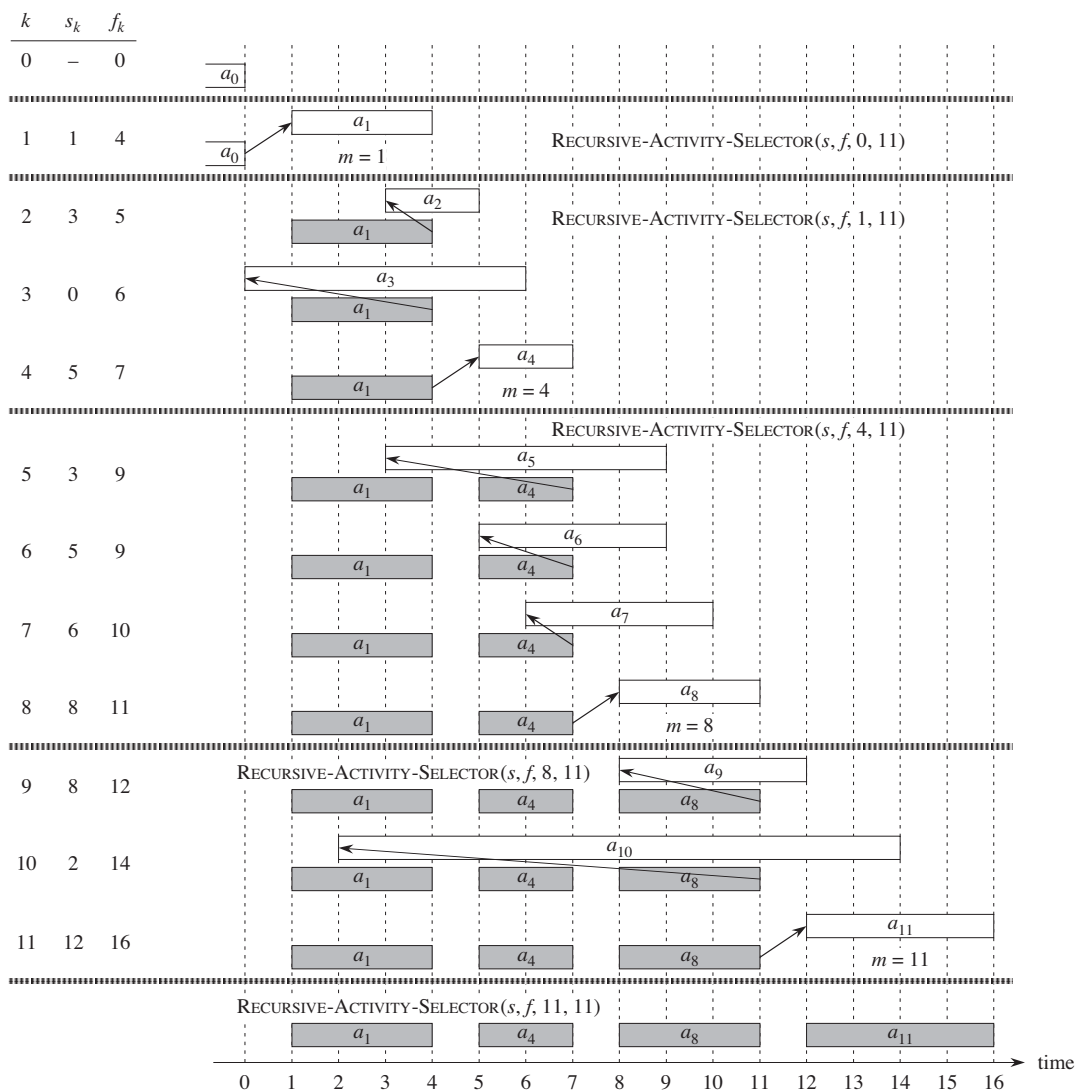 k s_k f_k
0 – 0
a_0
1 1 4
a_1
a_0
m = 1
RECURSIVE-ACTIVITY-SELECTOR(s, f, 0, 11)
2 3 5
a_2
a_1
RECURSIVE-ACTIVITY-SELECTOR(s, f, 1, 11)
3 0 6
a_3
a_1
4 5 7
a_4
a_1
m = 4
RECURSIVE-ACTIVITY-SELECTOR(s, f, 4, 11)
5 3 9
a_5
a_1 a_4
6 5 9
a_6
a_1 a_4
7 6 10
a_7
a_1 a_4
8 8 11
a_8
a_1 a_4
m = 8
RECURSIVE-ACTIVITY-SELECTOR(s, f, 8, 11)
9 8 12
a_9
a_1 a_4 a_8
10 2 14
a_10
a_1 a_4 a_8
11 12 16
a_11
a_1 a_4 a_8
m = 11
RECURSIVE-ACTIVITY-SELECTOR(s, f, 11, 11)
a_1 a_4 a_8 a_11
time
0 1 2 3 4 5 6 7 8 9 10 11 12 13 14 15 16